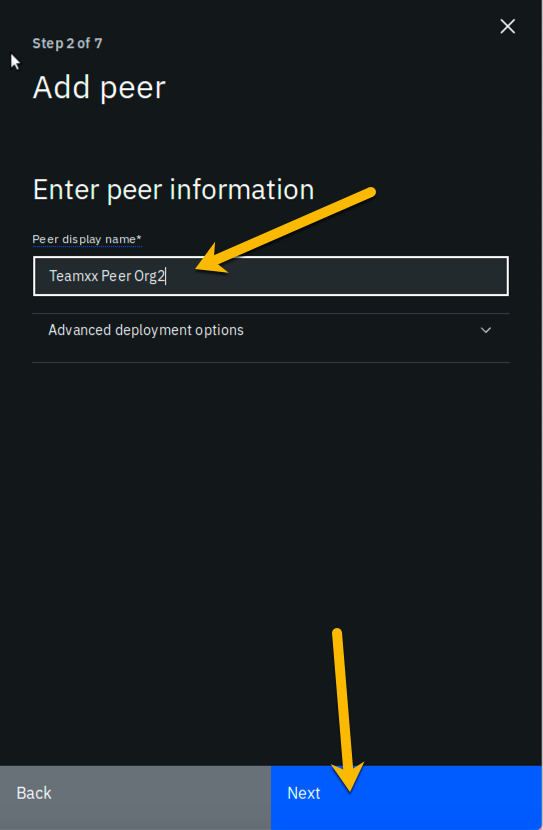 Step 2 of 7
Add peer
Enter peer information
Peer display name*
Teamxx Peer Org2
Advanced deployment options
Back
Next